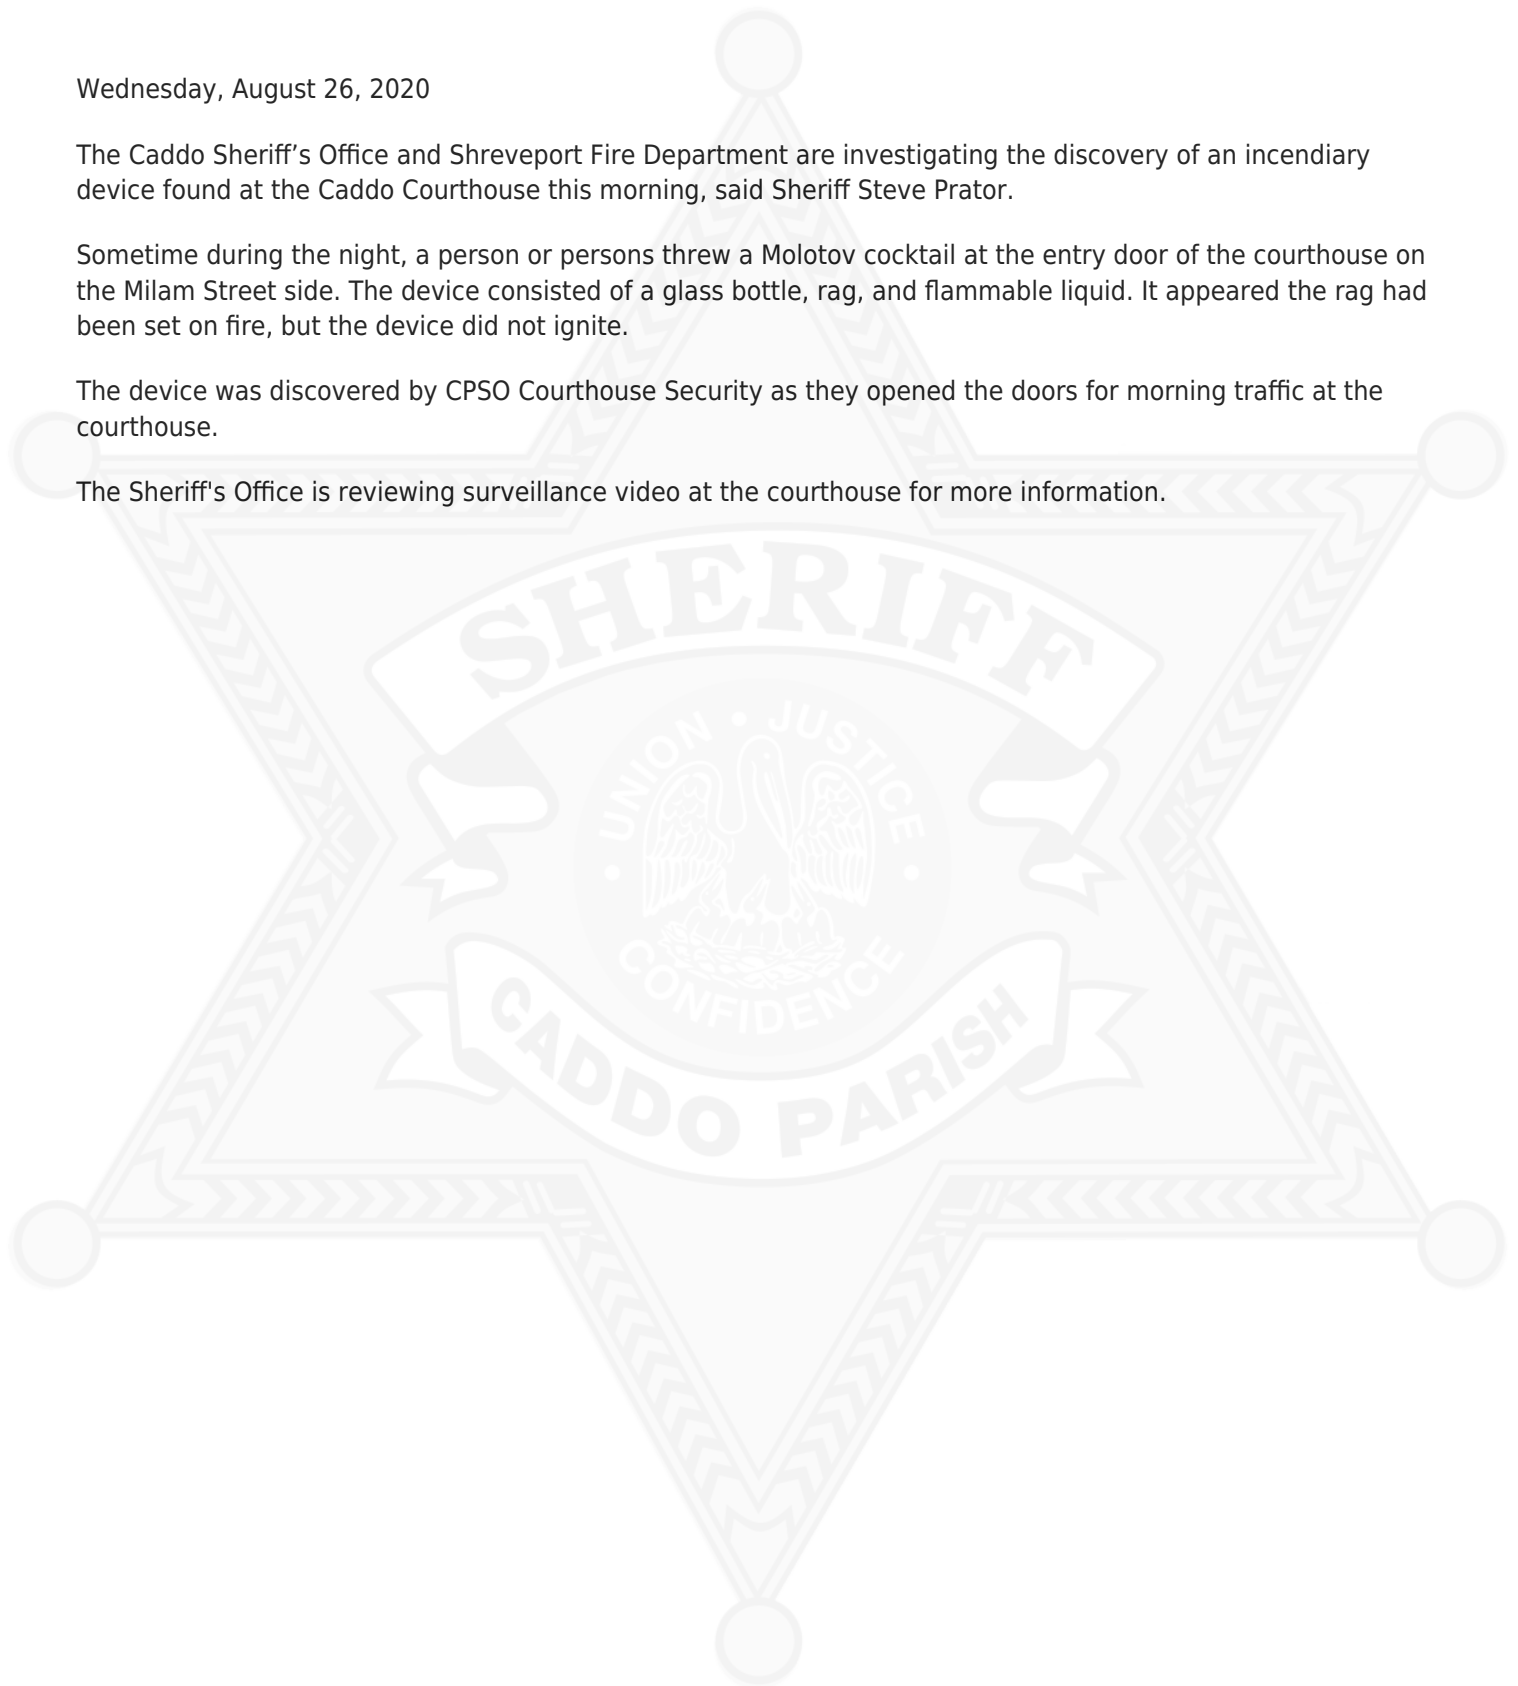 Wednesday, August 26, 2020
The Caddo Sheriff’s Office and Shreveport Fire Department are investigating the discovery of an incendiary
device found at the Caddo Courthouse this morning, said Sheriff Steve Prator.
Sometime during the night, a person or persons threw a Molotov cocktail at the entry door of the courthouse on
the Milam Street side. The device consisted of a glass bottle, rag, and flammable liquid. It appeared the rag had
been set on fire, but the device did not ignite.
The device was discovered by CPSO Courthouse Security as they opened the doors for morning traffic at the
courthouse.
The Sheriff's Office is reviewing surveillance video at the courthouse for more information.
SHERIFF
UNION • JUSTICE
• CONFIDENCE •
CADDO PARISH